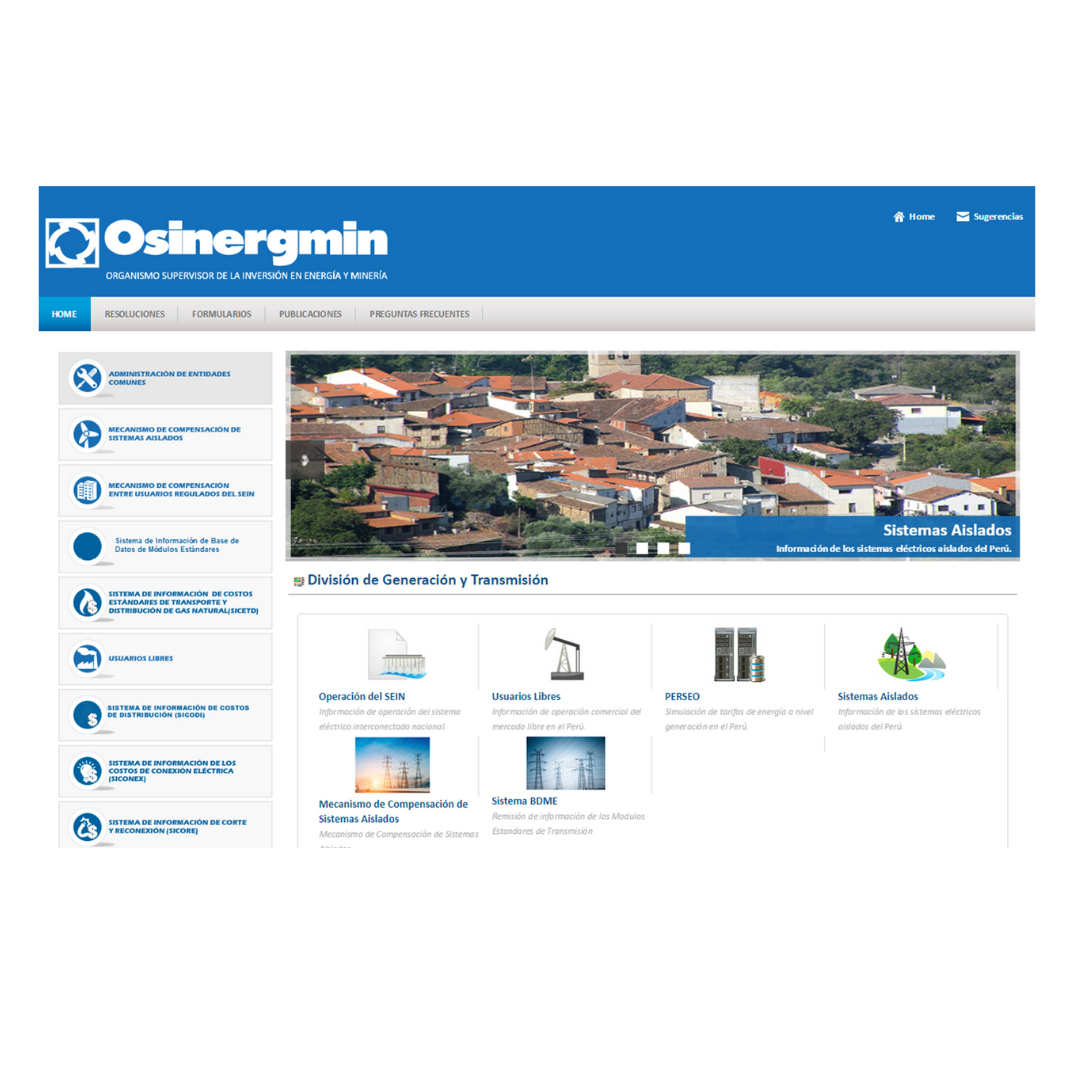 Home
Sugerencias
Osinergmin
ORGANISMO SUPERVISOR DE LA INVERSIÓN EN ENERGÍA Y MINERÍA
HOME
RESOLUCIONES
FORMULARIOS
PUBLICACIONES
PREGUNTAS FRECUENTES
ADMINISTRACIÓN DE ENTIDADES
COMUNES
MECANISMO DE COMPENSACIÓN DE
SISTEMAS AISLADOS
MECANISMO DE COMPENSACIÓN
ENTRE USUARIOS REGULADOS DEL SEIN
Sistema de Información de Base de
Datos de Módulos Estándares
SISTEMA DE INFORMACIÓN DE COSTOS
ESTÁNDARES DE TRANSPORTE Y
DISTRIBUCIÓN DE GAS NATURAL(SICETD)
USUARIOS LIBRES
SISTEMA DE INFORMACIÓN DE COSTOS
DE DISTRIBUCIÓN (SICODI)
SISTEMA DE INFORMACIÓN DE LOS
COSTOS DE CONEXIÓN ELÉCTRICA
(SICONEX)
SISTEMA DE INFORMACIÓN DE CORTE
Y RECONEXIÓN (SICORE)
Sistemas Aislados
Información de los sistemas eléctricos aislados del Perú.
División de Generación y Transmisión
Operación del SEIN
Información de operación del sistema
eléctrico interconectado nacional.
Usuarios Libres
Información de operación comercial del
mercado libre en el Perú.
PERSEO
Simulación de tarifas de energía a nivel
generación en el Perú.
Sistemas Aislados
Información de los sistemas eléctricos
aislados del Perú.
Mecanismo de Compensación de
Sistemas Aislados
Mecanismo de Compensación de Sistemas
Sistema BDME
Remisión de información de los Modulos
Estandares de Transmisión